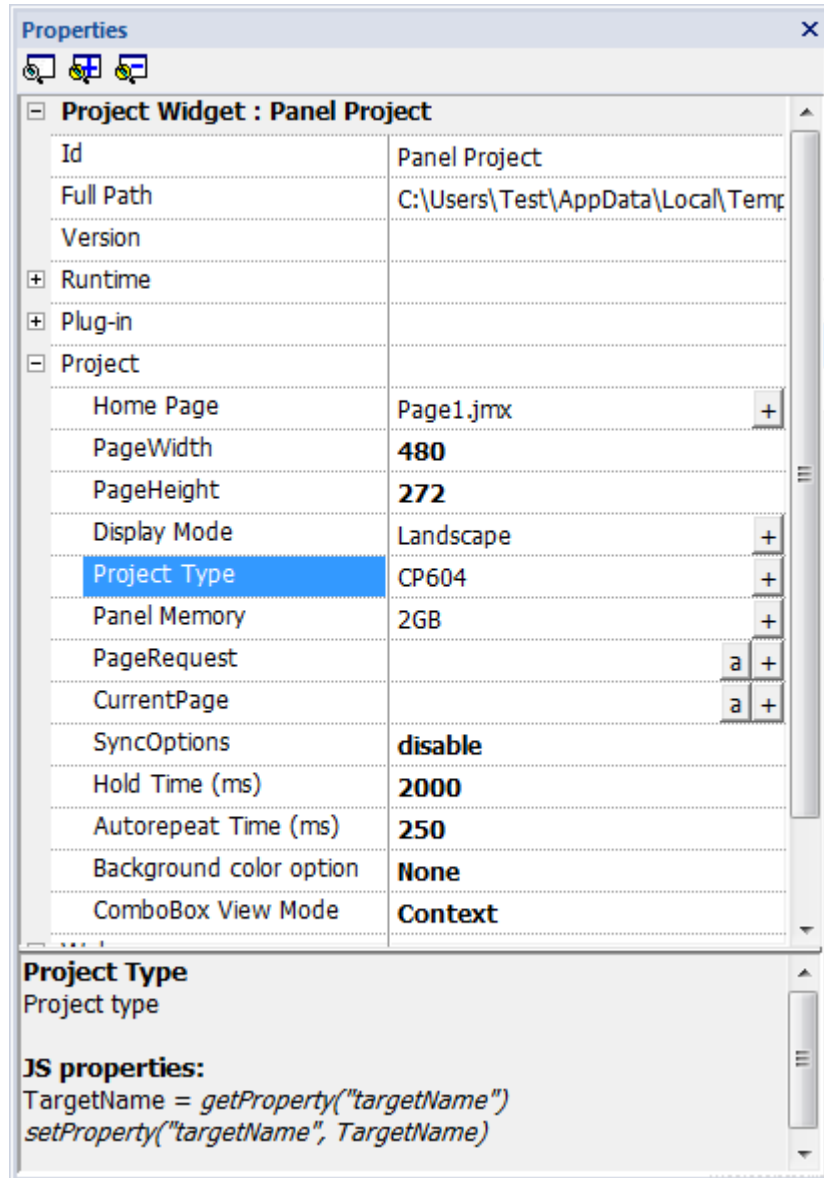 Properties
Project Widget : Panel Project
Id Panel Project
Full Path C:\Users\Test\AppData\Local\Temp
Version
Runtime
Plug-in
Project
Home Page Page1.jmx +
PageWidth 480
PageHeight 272
Display Mode Landscape +
Project Type CP604 +
Panel Memory 2GB +
PageRequest a +
CurrentPage a +
SyncOptions disable
Hold Time (ms) 2000
Autorepeat Time (ms) 250
Background color option None
ComboBox View Mode Context
Project Type
Project type
JS properties:
TargetName = getProperty("targetName")
setProperty("targetName", TargetName)